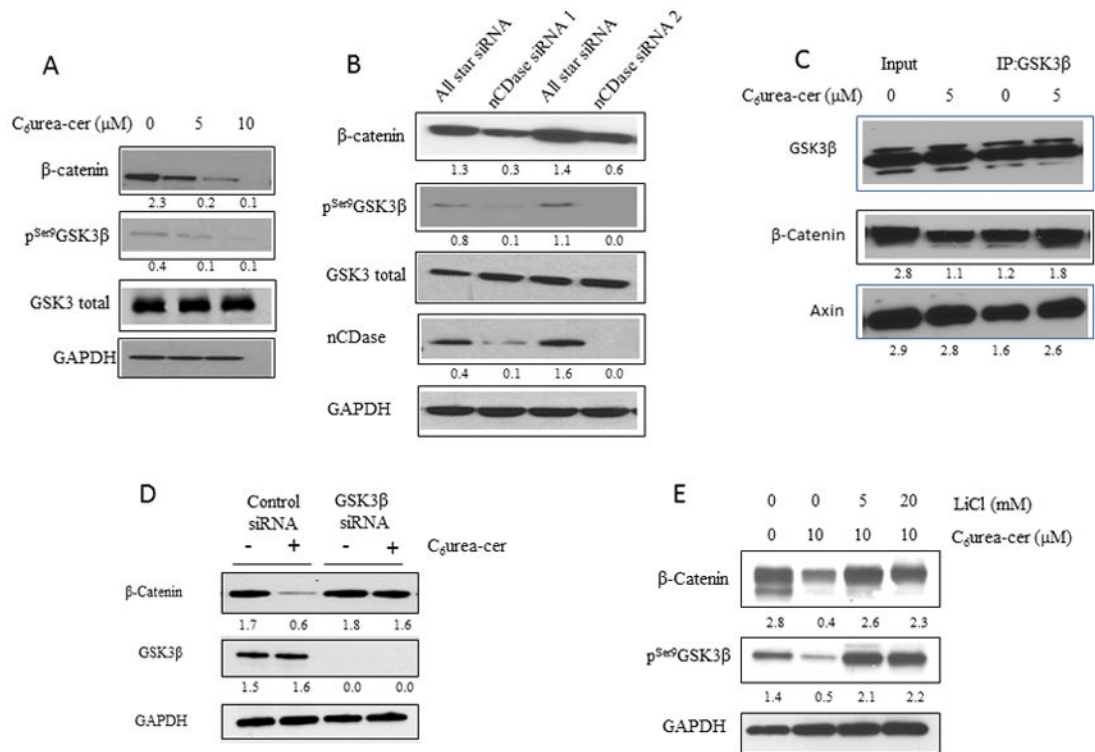 A
C₆urea-cer (μM) 0 5 10
β-catenin
2.3 0.2 0.1
pSer9GSK3β
0.4 0.1 0.1
GSK3 total
GAPDH
B
All star siRNA
nCDase siRNA 1
All star siRNA
nCDase siRNA 2
β-catenin
1.3 0.3 1.4 0.6
pSer9GSK3β
0.8 0.1 1.1 0.0
GSK3 total
nCDase
0.4 0.1 1.6 0.0
GAPDH
C
Input IP:GSK3β
C₆urea-cer (μM) 0 5 0 5
GSK3β
β-Catenin
2.8 1.1 1.2 1.8
Axin
2.9 2.8 1.6 2.6
D
Control GSK3β
siRNA siRNA
- + - + C₆urea-cer
β-Catenin
1.7 0.6 1.8 1.6
GSK3β
1.5 1.6 0.0 0.0
GAPDH
E
0 0 5 20 LiCl (mM)
0 10 10 10 C₆urea-cer (μM)
β-Catenin
2.8 0.4 2.6 2.3
pSer9GSK3β
1.4 0.5 2.1 2.2
GAPDH